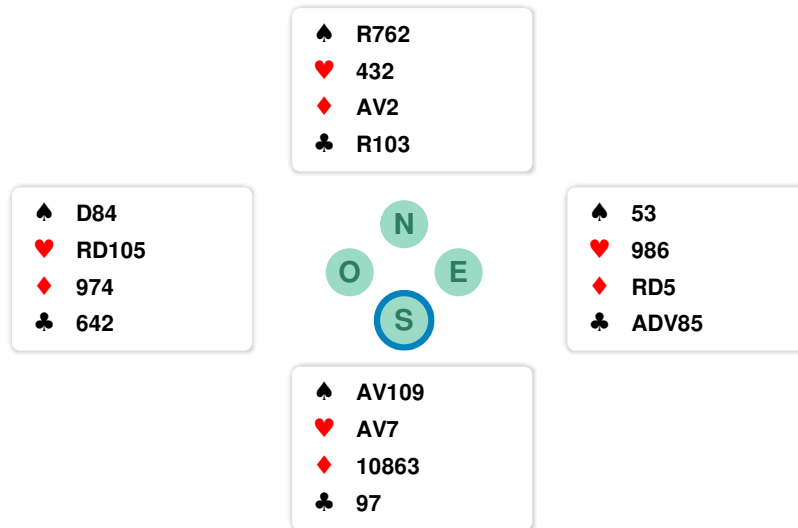 ♠ R762
♥ 432
♦ AV2
♣ R103
♠ D84
♥ RD105
♦ 974
♣ 642
N
O E
S
♠ 53
♥ 986
♦ RD5
♣ ADV85
♠ AV109
♥ AV7
♦ 10863
♣ 97